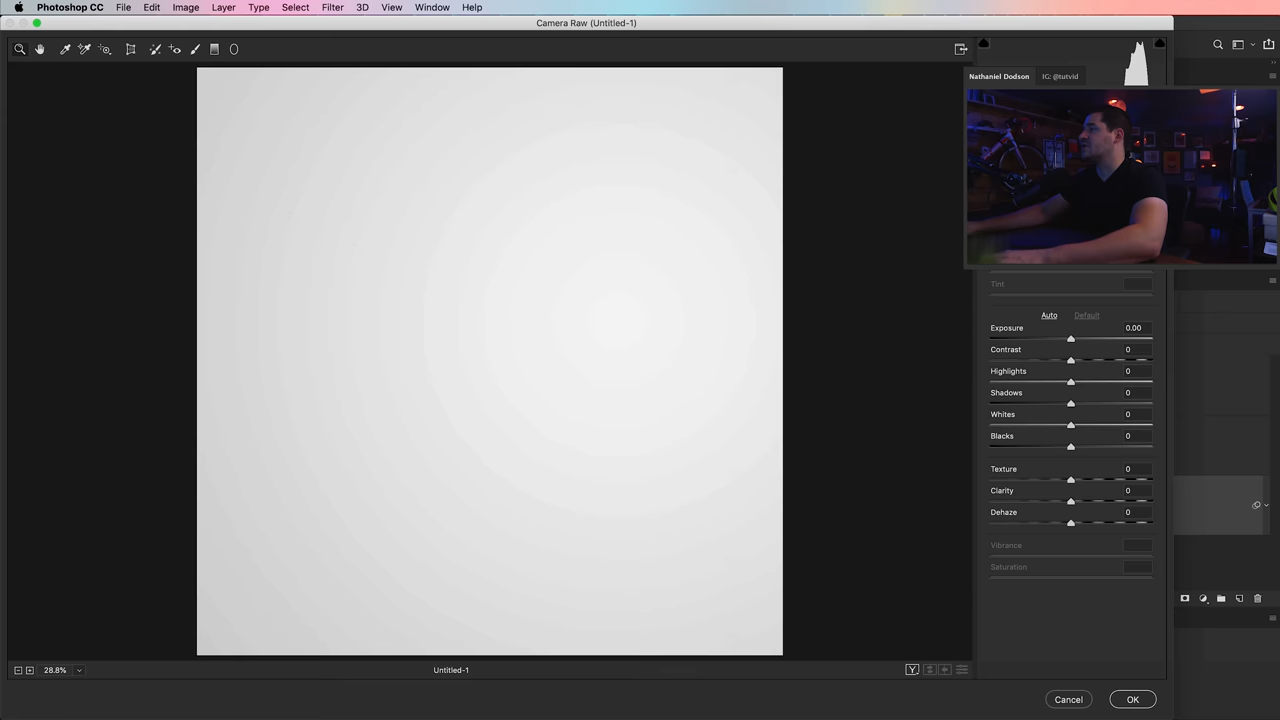 Photoshop CC File Edit Image Layer Type Select Filter 3D View Window Help
Camera Raw (Untitled-1)
Nathaniel Dodson IG: @tutvid
Tint
Auto Default
Exposure 0.00
Contrast 0
Highlights 0
Shadows 0
Whites 0
Blacks 0
Texture 0
Clarity 0
Dehaze 0
Vibrance
Saturation
28.8% Untitled-1 Y
Cancel OK